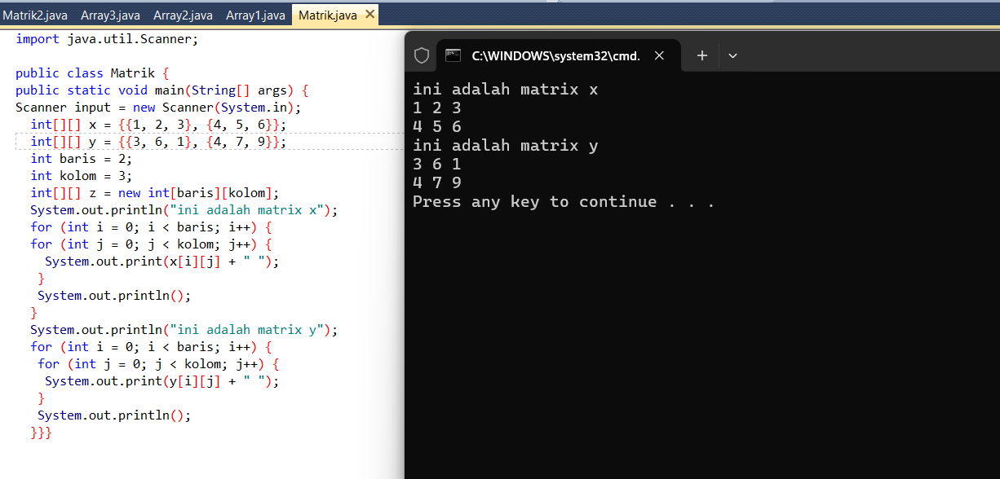 Matrik2.java Array3.java Array2.java Array1.java Matrik.java
import java.util.Scanner;
public class Matrik {
public static void main(String[] args) {
Scanner input = new Scanner(System.in);
int[][] x = {{1, 2, 3}, {4, 5, 6}};
int[][] y = {{3, 6, 1}, {4, 7, 9}};
int baris = 2;
int kolom = 3;
int[][] z = new int[baris][kolom];
System.out.println("ini adalah matrix x");
for (int i = 0; i < baris; i++) {
for (int j = 0; j < kolom; j++) {
System.out.print(x[i][j] + " ");
}
System.out.println();
}
System.out.println("ini adalah matrix y");
for (int i = 0; i < baris; i++) {
for (int j = 0; j < kolom; j++) {
System.out.print(y[i][j] + " ");
}
System.out.println();
}}}
C:\WINDOWS\system32\cmd.
ini adalah matrix x
1 2 3
4 5 6
ini adalah matrix y
3 6 1
4 7 9
Press any key to continue . . .